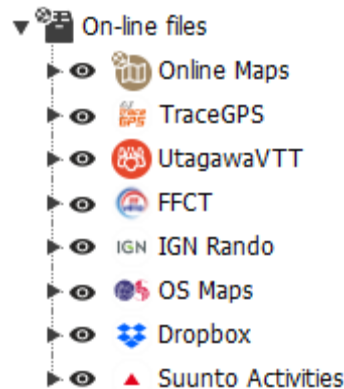 On-line files
Online Maps
TraceGPS
UtagawaVTT
FFCT
IGN IGN Rando
OS Maps
Dropbox
Suunto Activities